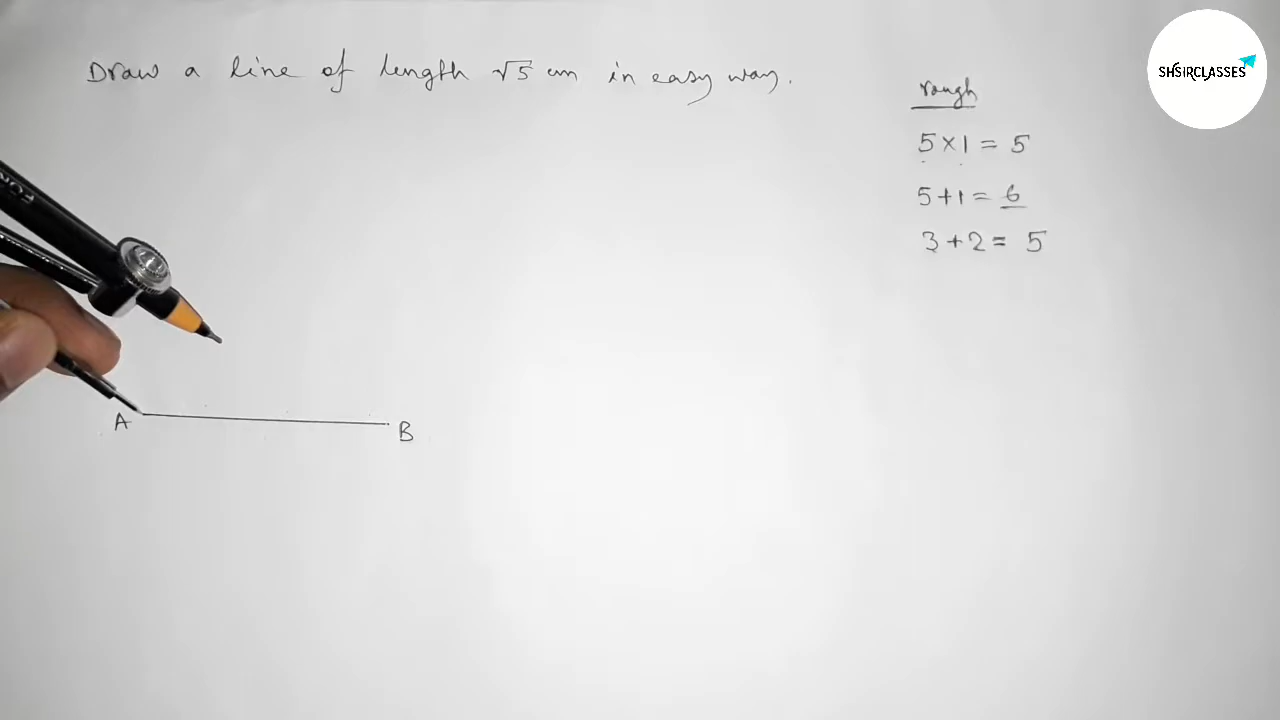 Draw a line of length √5 cm in easy way.
SHSIRCLASSES
rough
5×1 = 5
5+1 = 6
3+2 = 5
A
B